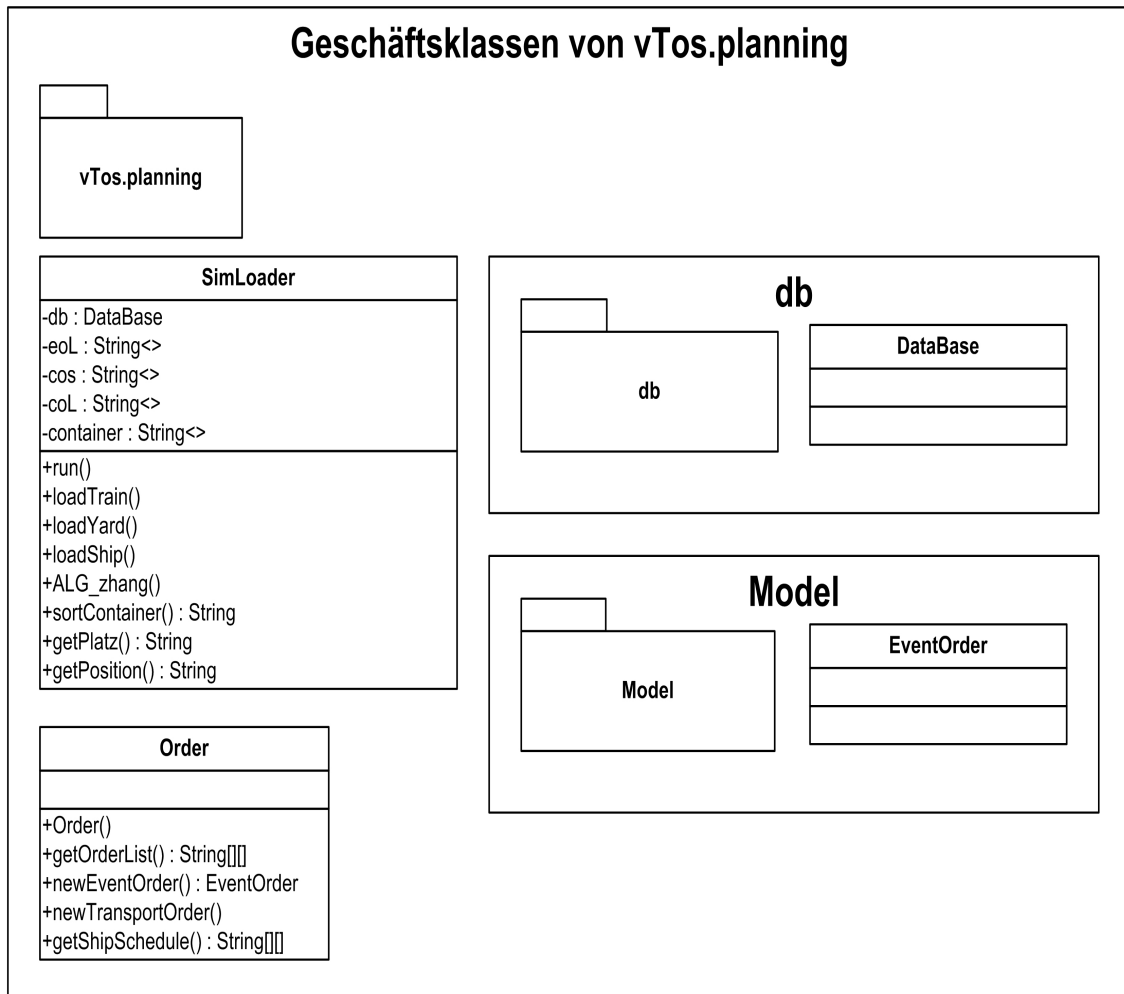 Geschäftsklassen von vTos.planning
vTos.planning
SimLoader
-db : DataBase
-eoL : String<>
-cos : String<>
-coL : String<>
-container : String<>
+run()
+loadTrain()
+loadYard()
+loadShip()
+ALG_zhang()
+sortContainer() : String
+getPlatz() : String
+getPosition() : String
Order
+Order()
+getOrderList() : String[][]
+newEventOrder() : EventOrder
+newTransportOrder()
+getShipSchedule() : String[][]
db
db
DataBase
Model
Model
EventOrder